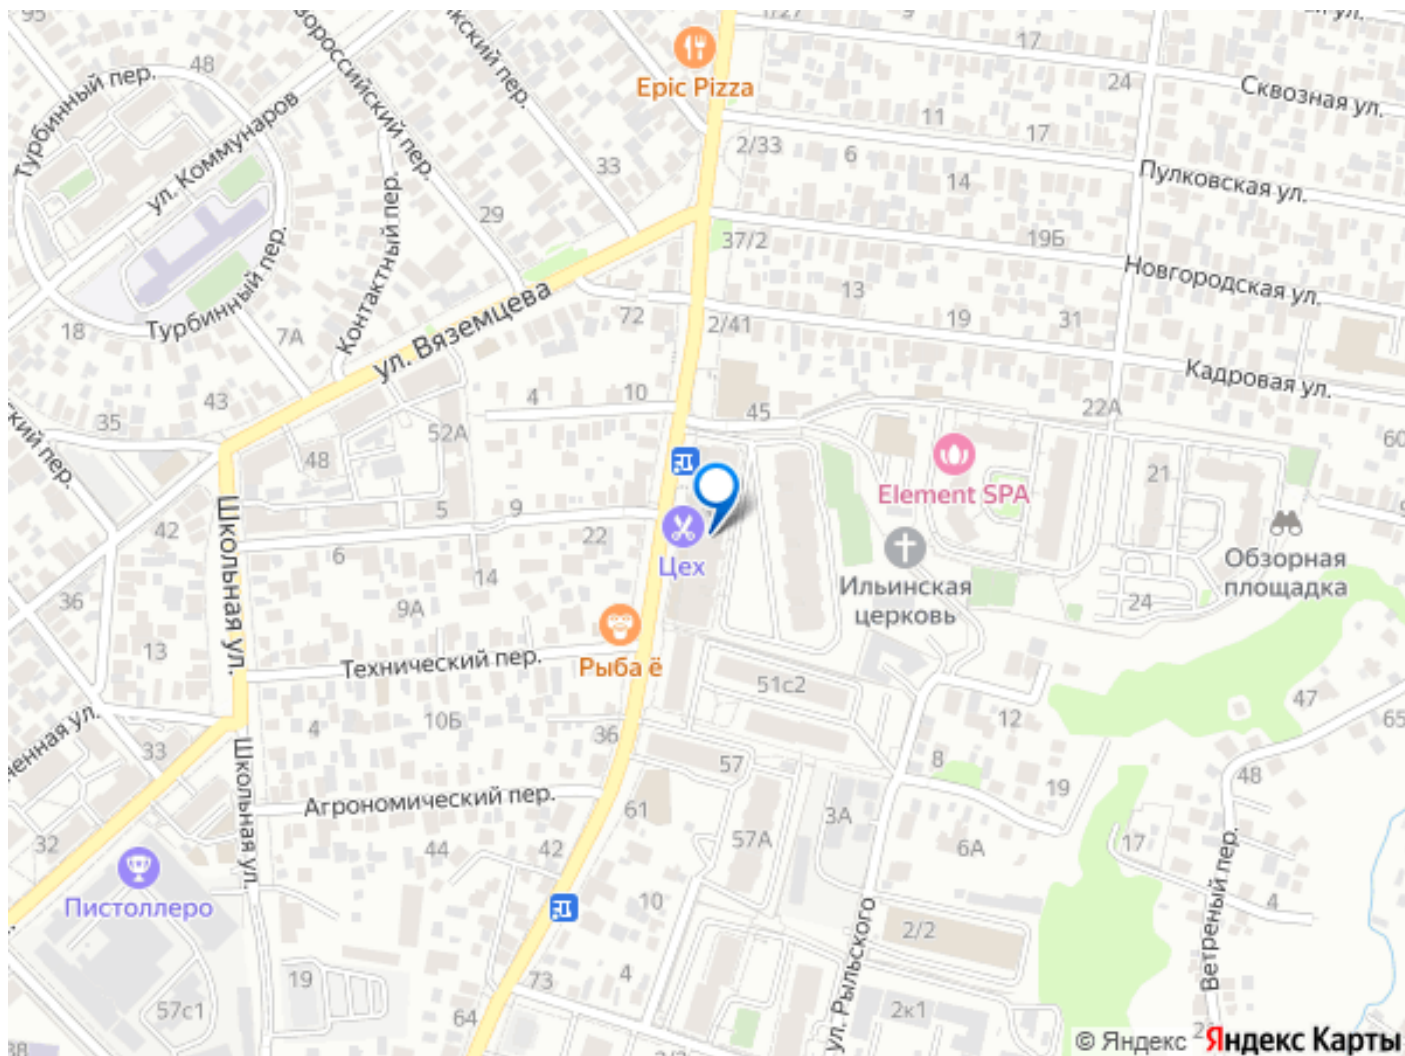 95
48
Турбинный пер.
ул. Коммунаров
Турбинный пер.
18
7А
Контактный пер.
29
33
Epic Pizza
2/33
1/27
9
17
24
Сквозная ул.
11
17
6
14
Пулковская ул.
37/2
19Б
Новгородская ул.
13
19
31
72
2/41
Кадровая ул.
ул. Вяземцева
43
35
10
4
45
22А
52А
48
60
Element SPA
21
Обзорная
площадка
42
5
9
22
6
14
Цех
Ильинская
церковь
24
36
Школьная ул.
9А
13
Рыба ё
Технический пер.
51с2
47
65
12
10Б
4
36
33
8
57
48
19
Школьная ул.
Агрономический пер.
61
32
44
42
57А
3А
6А
17
Ветреный пер.
4
Пистоллеро
10
2/2
ул. Рыльского
19
73
4
57с1
64
2к1
© Яндекс
Яндекс Карты